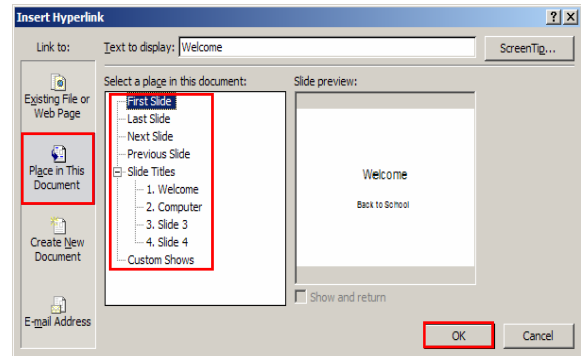 Insert Hyperlink
Link to:
Text to display: Welcome
ScreenTip...
Existing File or
Web Page
Place in This
Document
Create New
Document
E-mail Address
Select a place in this document:
First Slide
Last Slide
Next Slide
Previous Slide
Slide Titles
1. Welcome
2. Computer
3. Slide 3
4. Slide 4
Custom Shows
Slide preview:
Welcome
Back to School
Show and return
OK
Cancel